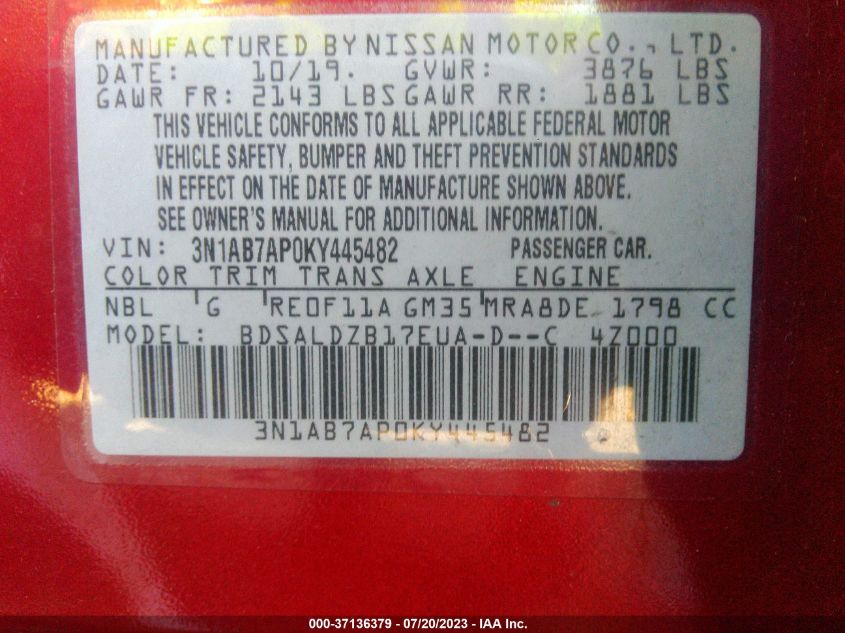 MANUFACTURED BY NISSAN MOTOR CO., LTD.
DATE: 10/19. GVWR: 3876 LBS
GAWR FR: 2143 LBS GAWR RR: 1881 LBS
THIS VEHICLE CONFORMS TO ALL APPLICABLE FEDERAL MOTOR
VEHICLE SAFETY, BUMPER AND THEFT PREVENTION STANDARDS
IN EFFECT ON THE DATE OF MANUFACTURE SHOWN ABOVE.
SEE OWNER'S MANUAL FOR ADDITIONAL INFORMATION.
VIN: 3N1AB7AP0KY445482 PASSENGER CAR.
COLOR TRIM TRANS AXLE ENGINE
NBL 'G 'RE0F11A GM35 'MRA8DE 1798 CC
MODEL: BDSALDZB17EUA-D--C 4Z000
3N1AB7AP0KY445482
000-37136379 - 07/20/2023 - IAA Inc.